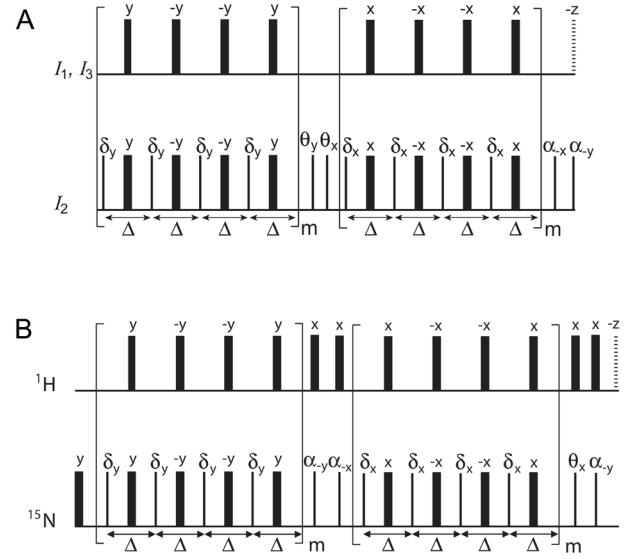 A
y -y -y y x -x -x x -z
I₁, I₃
δy y δy -y δy -y δy y θy θx δx x δx -x δx -x δx x α-x α-y
I₂
Δ Δ Δ Δ m Δ Δ Δ Δ m
B
y -y -y y x x x -x -x x x x -z
¹H
y δy y δy -y δy -y δy y α-y α-x δx x δx -x δx -x δx x θx α-y
¹⁵N
Δ Δ Δ Δ m Δ Δ Δ Δ m